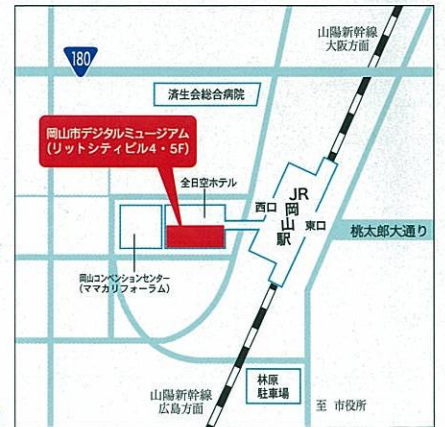 山陽新幹線
大阪方面
180
済生会総合病院
岡山市デジタルミュージアム
(リットシティビル4・5F)
全日空ホテル
西口
JR
岡山駅
東口
桃太郎大通り
岡山コンベンションセンター
(ママカリフォーラム)
山陽新幹線
広島方面
林原
駐車場
至 市役所